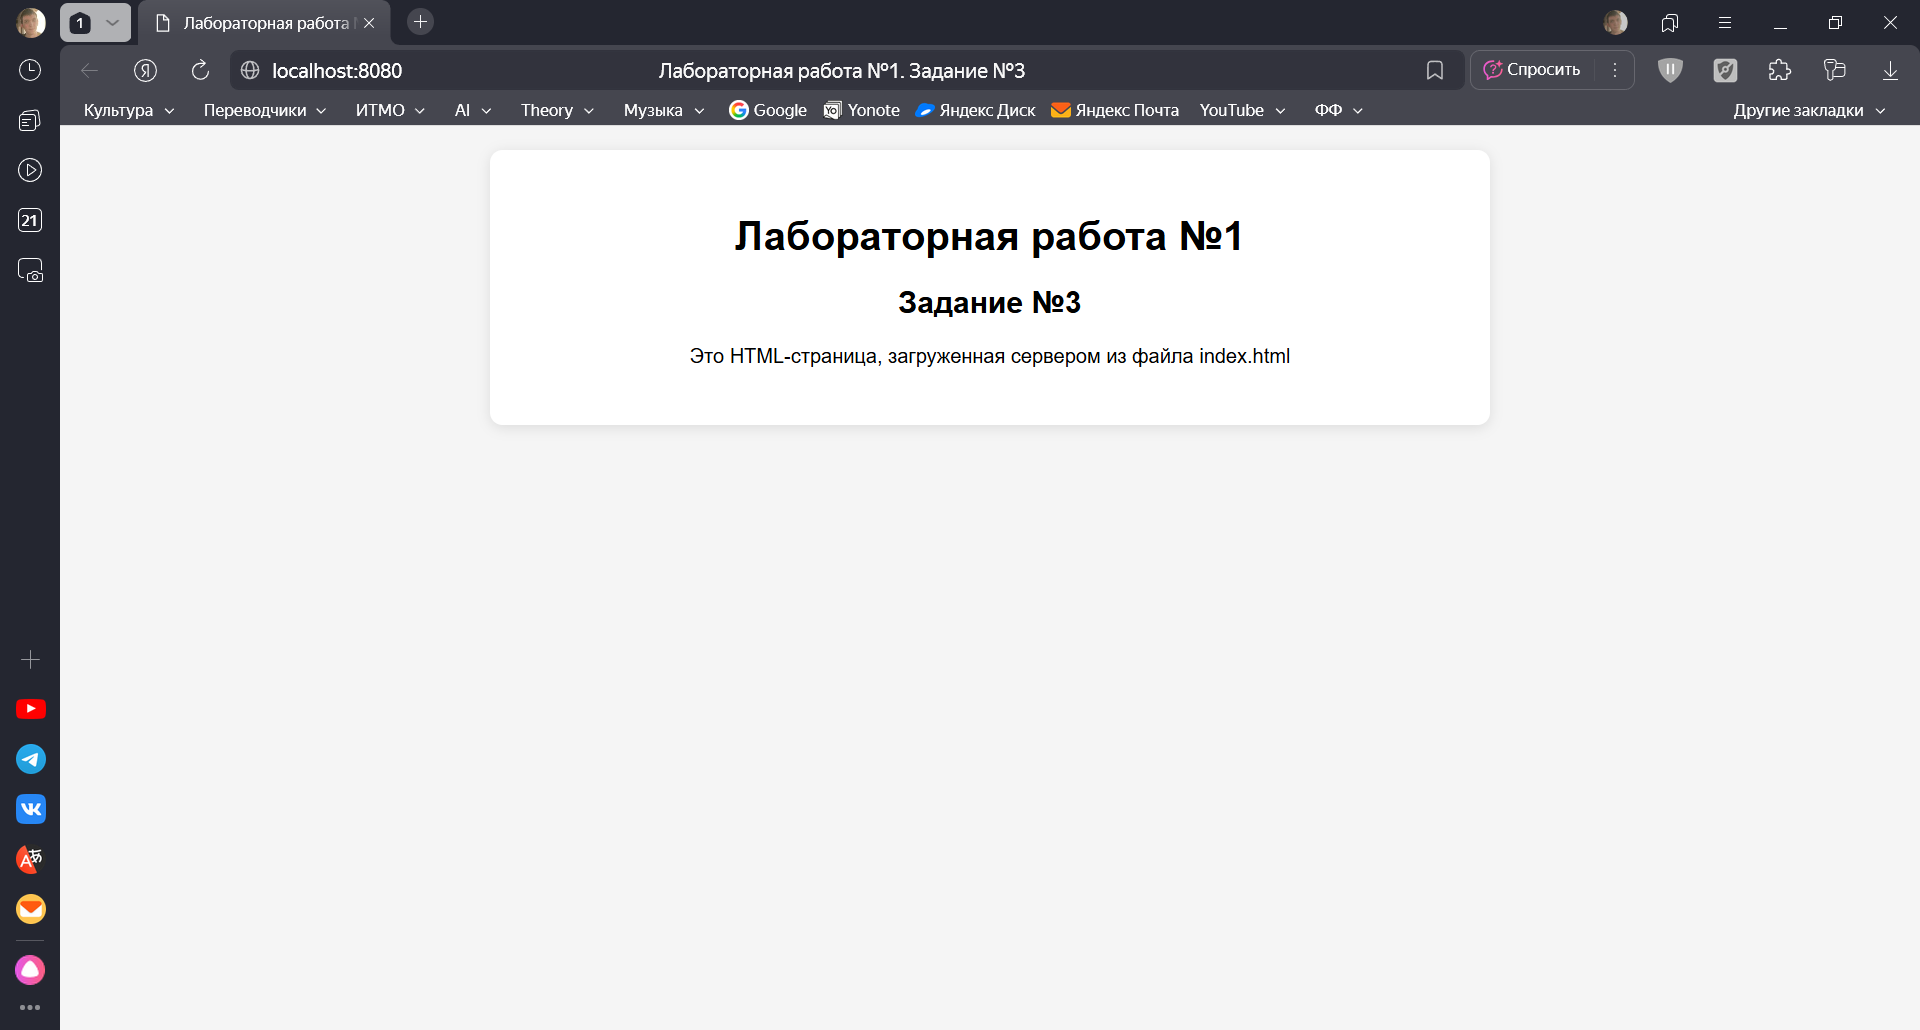 1
Лабораторная работа
localhost:8080
Лабораторная работа №1. Задание №3
Спросить
Культура
Переводчики
ИТМО
AI
Theory
Музыка
Google
Yonote
Яндекс Диск
Яндекс Почта
YouTube
ФФ
Другие закладки
21
Лабораторная работа №1
Задание №3
Это HTML-страница, загруженная сервером из файла index.html